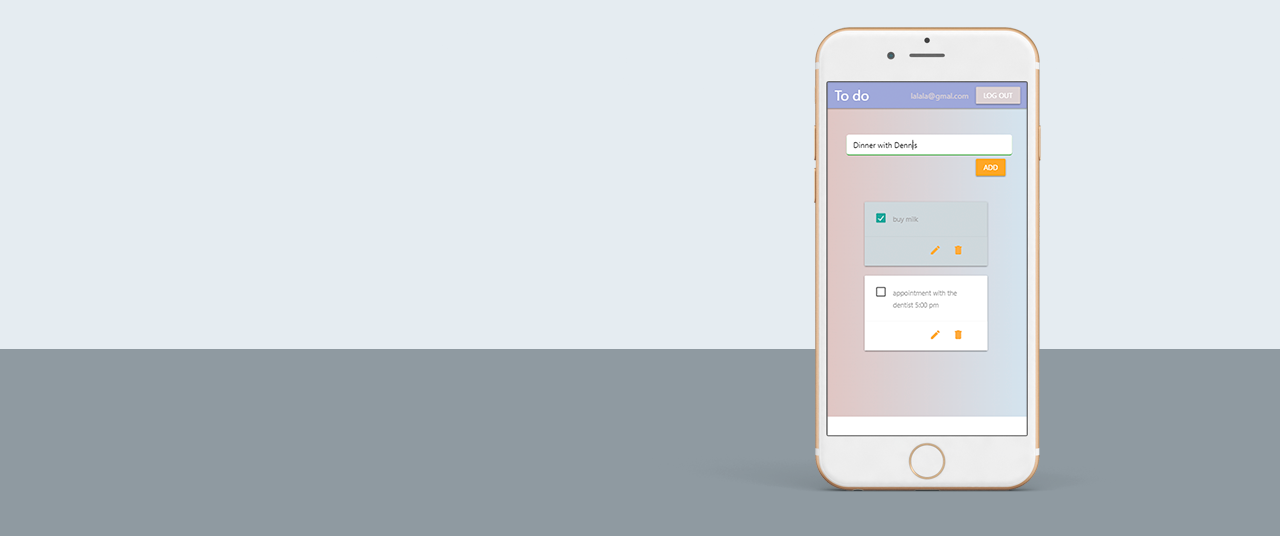 To do
lalala@gmal.com
LOG OUT
Dinner with Dennis
ADD
buy milk
appointment with the
dentist 5:00 pm